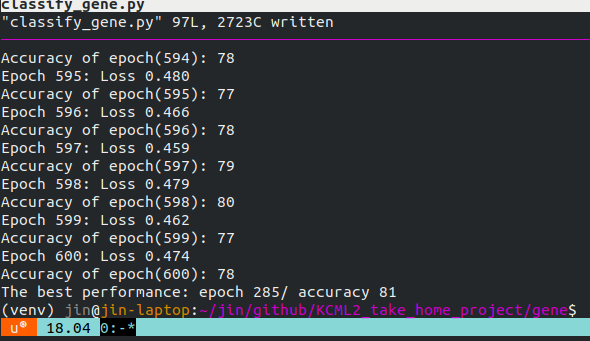 classify_gene.py
"classify_gene.py" 97L, 2723C written
Accuracy of epoch(594): 78
Epoch 595: Loss 0.480
Accuracy of epoch(595): 77
Epoch 596: Loss 0.466
Accuracy of epoch(596): 78
Epoch 597: Loss 0.459
Accuracy of epoch(597): 79
Epoch 598: Loss 0.479
Accuracy of epoch(598): 80
Epoch 599: Loss 0.462
Accuracy of epoch(599): 77
Epoch 600: Loss 0.474
Accuracy of epoch(600): 78
The best performance: epoch 285/ accuracy 81
(venv) jin@jin-laptop:~/jin/github/KCML2_take_home_project/gene$
u® 18.04 0:-*